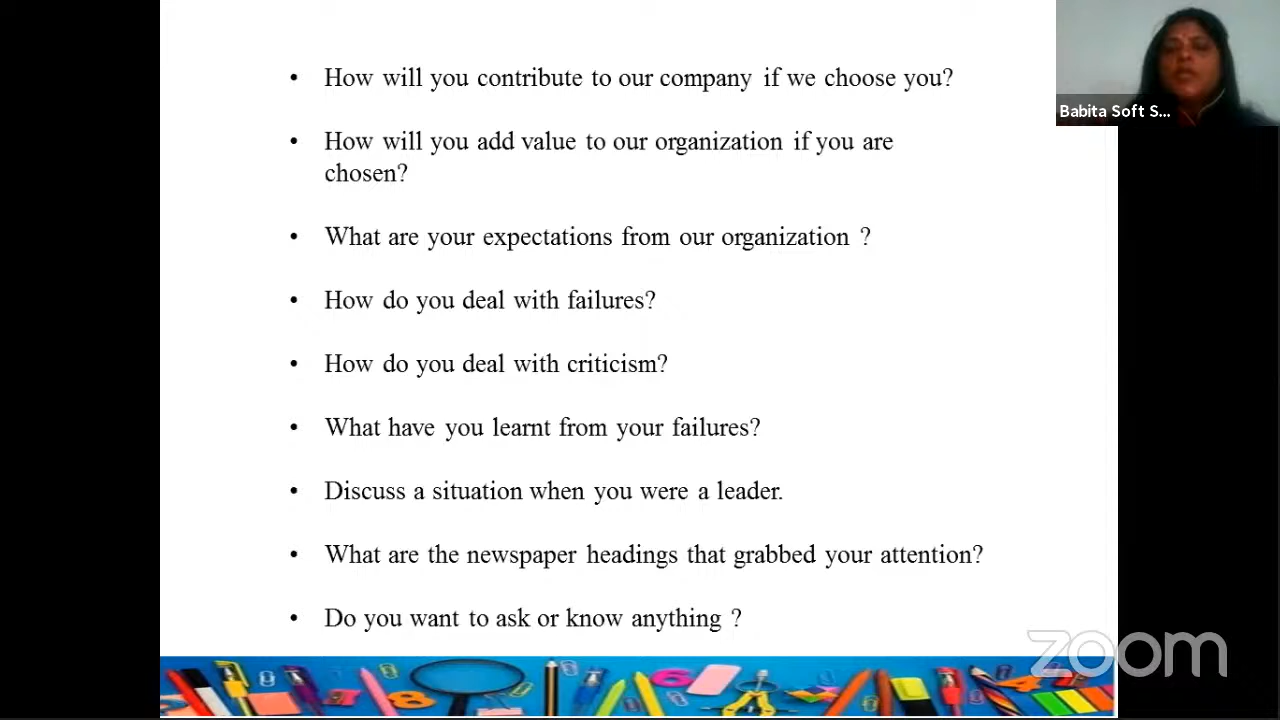 • How will you contribute to our company if we choose you?
• How will you add value to our organization if you are
chosen?
• What are your expectations from our organization ?
• How do you deal with failures?
• How do you deal with criticism?
• What have you learnt from your failures?
• Discuss a situation when you were a leader.
• What are the newspaper headings that grabbed your attention?
• Do you want to ask or know anything ?
Babita Soft S...
zoom